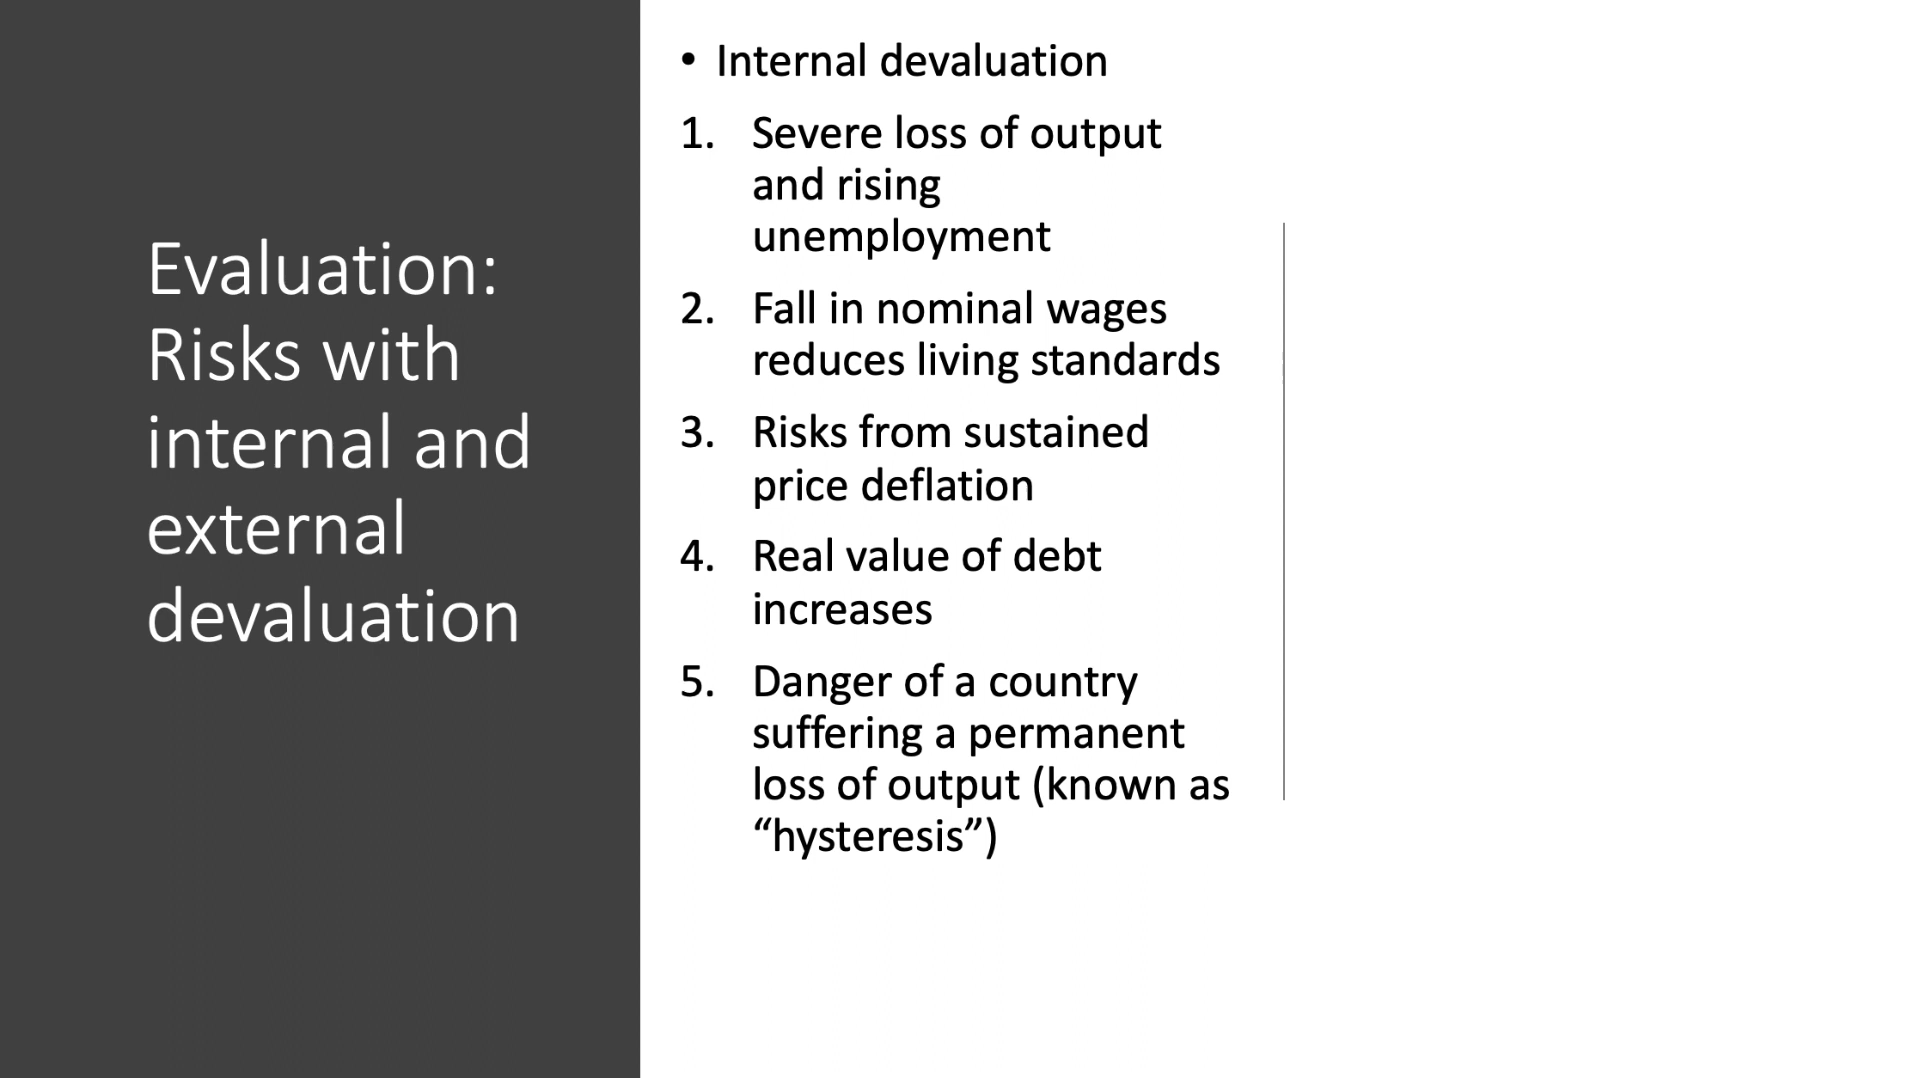 Evaluation:
Risks with
internal and
external
devaluation
• Internal devaluation
1. Severe loss of output
and rising
unemployment
2. Fall in nominal wages
reduces living standards
3. Risks from sustained
price deflation
4. Real value of debt
increases
5. Danger of a country
suffering a permanent
loss of output (known as
“hysteresis”)